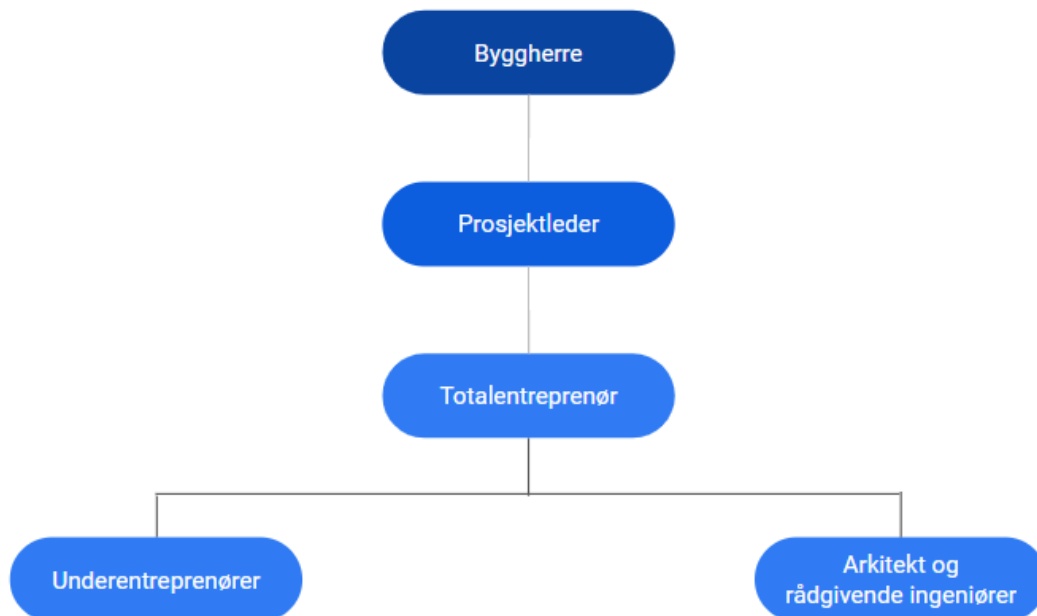 Byggherre
Prosjektleder
Totalentreprenør
Underentreprenører
Arkitekt og
rådgivende ingeniører